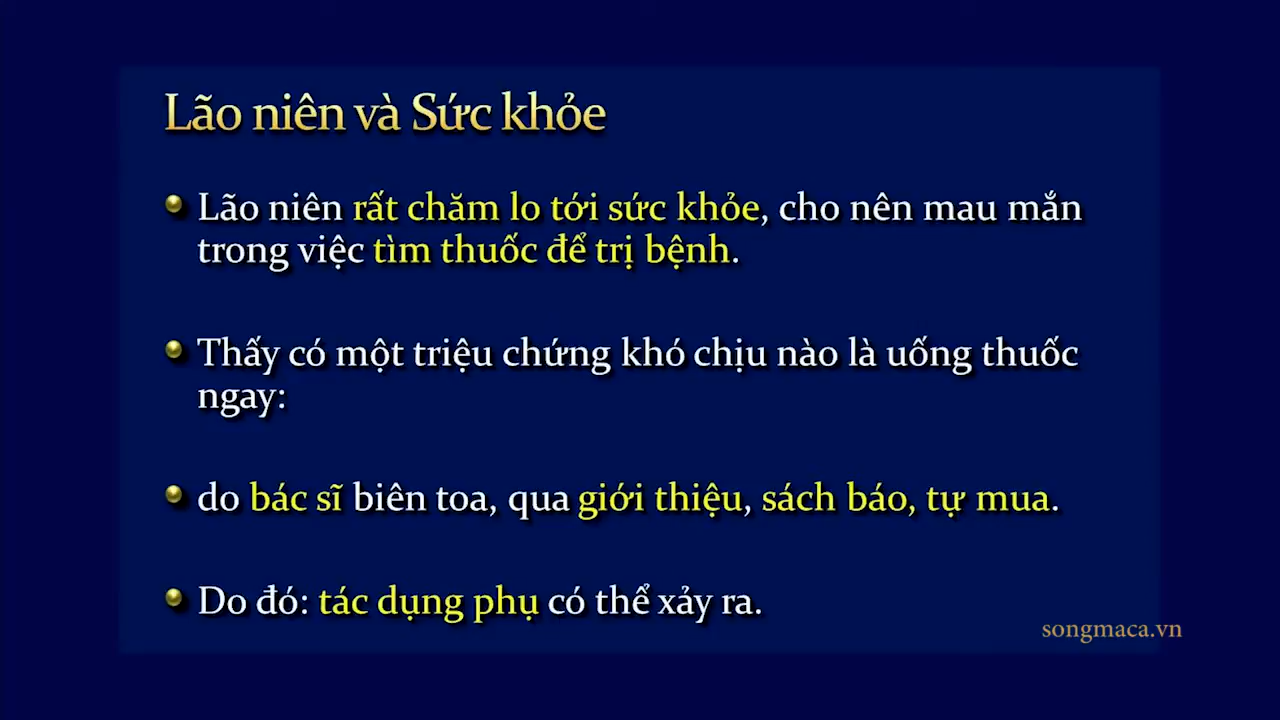 Lão niên và Sức khỏe
Lão niên rất chăm lo tới sức khỏe, cho nên mau mắn
trong việc tìm thuốc để trị bệnh.
Thấy có một triệu chứng khó chịu nào là uống thuốc
ngay:
do bác sĩ biên toa, qua giới thiệu, sách báo, tự mua.
Do đó: tác dụng phụ có thể xảy ra.
songmaca.vn